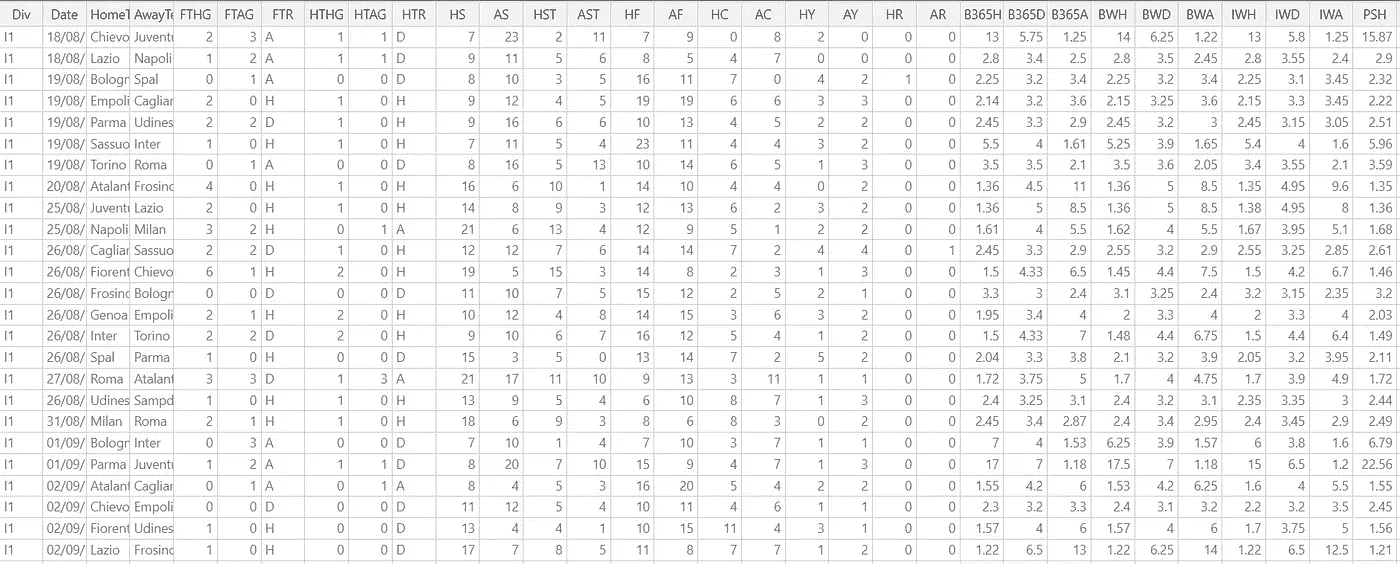 Div Date HomeT AwayTe FTHG FTAG FTR HTHG HTAG HTR HS AS HST AST HF AF HC AC HY AY HR AR B365H B365D B365A BWH BWD BWA IWH IWD IWA PSH
I1 18/08/ Chievo Juventu 2 3 A 1 1 D 7 23 2 11 7 9 0 8 2 0 0 0 13 5.75 1.25 14 6.25 1.22 13 5.8 1.25 15.87
I1 18/08/ Lazio Napoli 1 2 A 1 1 D 9 11 5 6 8 5 4 7 0 0 0 0 2.8 3.4 2.5 2.8 3.5 2.45 2.8 3.55 2.4 2.9
I1 19/08/ Bologn Spal 0 1 A 0 0 D 8 10 3 5 16 11 7 0 4 2 1 0 2.25 3.2 3.4 2.25 3.2 3.4 2.25 3.1 3.45 2.32
I1 19/08/ Empoli Cagliar 2 0 H 1 0 H 9 12 4 5 19 19 6 6 3 3 0 0 2.14 3.2 3.6 2.15 3.25 3.6 2.15 3.3 3.45 2.22
I1 19/08/ Parma Udines 2 2 D 1 0 H 9 16 6 6 10 13 4 5 2 2 0 0 2.45 3.3 2.9 2.45 3.2 3 2.45 3.15 3.05 2.51
I1 19/08/ Sassuo Inter 1 0 H 1 0 H 7 11 5 4 23 11 4 4 3 2 0 0 5.5 4 1.61 5.25 3.9 1.65 5.4 4 1.6 5.96
I1 19/08/ Torino Roma 0 1 A 0 0 D 8 16 5 13 10 14 6 5 1 3 0 0 3.5 3.5 2.1 3.5 3.6 2.05 3.4 3.55 2.1 3.59
I1 20/08/ Atalant Frosino 4 0 H 1 0 H 16 6 10 1 14 10 4 4 0 2 0 0 1.36 4.5 11 1.36 5 8.5 1.35 4.95 9.6 1.35
I1 25/08/ Juventu Lazio 2 0 H 1 0 H 14 8 9 3 12 13 6 2 3 2 0 0 1.36 5 8.5 1.36 5 8.5 1.38 4.95 8 1.36
I1 25/08/ Napoli Milan 3 2 H 0 1 A 21 6 13 4 12 9 5 1 2 2 0 0 1.61 4 5.5 1.62 4 5.5 1.67 3.95 5.1 1.68
I1 26/08/ Cagliar Sassuo 2 2 D 1 0 H 12 12 7 6 14 14 7 2 4 4 0 1 2.45 3.3 2.9 2.55 3.2 2.9 2.55 3.25 2.85 2.61
I1 26/08/ Fiorent Chievo 6 1 H 2 0 H 19 5 15 3 14 8 2 3 1 3 0 0 1.5 4.33 6.5 1.45 4.4 7.5 1.5 4.2 6.7 1.46
I1 26/08/ Frosino Bologn 0 0 D 0 0 D 11 10 7 5 15 12 2 5 2 1 0 0 3.3 3 2.4 3.1 3.25 2.4 3.2 3.15 2.35 3.2
I1 26/08/ Genoa Empoli 2 1 H 2 0 H 10 12 4 8 14 15 3 6 3 2 0 0 1.95 3.4 4 2 3.3 4 2 3.3 4 2.03
I1 26/08/ Inter Torino 2 2 D 2 0 H 9 10 6 7 16 12 5 4 1 2 0 0 1.5 4.33 7 1.48 4.4 6.75 1.5 4.4 6.4 1.49
I1 26/08/ Spal Parma 1 0 H 0 0 D 15 3 5 0 13 14 7 2 5 2 0 0 2.04 3.3 3.8 2.1 3.2 3.9 2.05 3.2 3.95 2.11
I1 27/08/ Roma Atalant 3 3 D 1 3 A 21 17 11 10 9 13 3 11 1 1 0 0 1.72 3.75 5 1.7 4 4.75 1.7 3.9 4.9 1.72
I1 26/08/ Udines Sampd 1 0 H 1 0 H 13 9 5 4 6 10 8 7 1 3 0 0 2.4 3.25 3.1 2.4 3.2 3.1 2.35 3.35 3 2.44
I1 31/08/ Milan Roma 2 1 H 1 0 H 18 6 9 3 8 6 8 3 0 2 0 0 2.45 3.4 2.87 2.4 3.4 2.95 2.4 3.45 2.9 2.49
I1 01/09/ Bologn Inter 0 3 A 0 0 D 7 10 1 4 7 10 3 7 1 1 0 0 7 4 1.53 6.25 3.9 1.57 6 3.8 1.6 6.79
I1 01/09/ Parma Juventu 1 2 A 1 1 D 8 20 7 10 15 9 4 7 1 3 0 0 17 7 1.18 17.5 7 1.18 15 6.5 1.2 22.56
I1 02/09/ Atalant Cagliar 0 1 A 0 1 A 8 4 5 3 16 20 5 4 2 2 0 0 1.55 4.2 6 1.53 4.2 6.25 1.6 4 5.5 1.55
I1 02/09/ Chievo Empoli 0 0 D 0 0 D 11 12 5 4 10 11 4 6 1 1 0 0 2.3 3.2 3.3 2.4 3.1 3.2 2.2 3.2 3.5 2.45
I1 02/09/ Fiorent Udines 1 0 H 0 0 D 13 4 4 1 10 15 11 4 3 1 0 0 1.57 4 6 1.57 4 6 1.7 3.75 5 1.56
I1 02/09/ Lazio Frosino 1 0 H 0 0 D 17 7 8 5 11 8 7 7 1 2 0 0 1.22 6.5 13 1.22 6.25 14 1.22 6.5 12.5 1.21